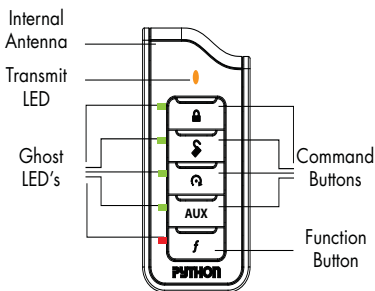 Internal
Antenna
Transmit
LED
Ghost
LED's
Command
Buttons
AUX
f
Function
Button
PYTHON